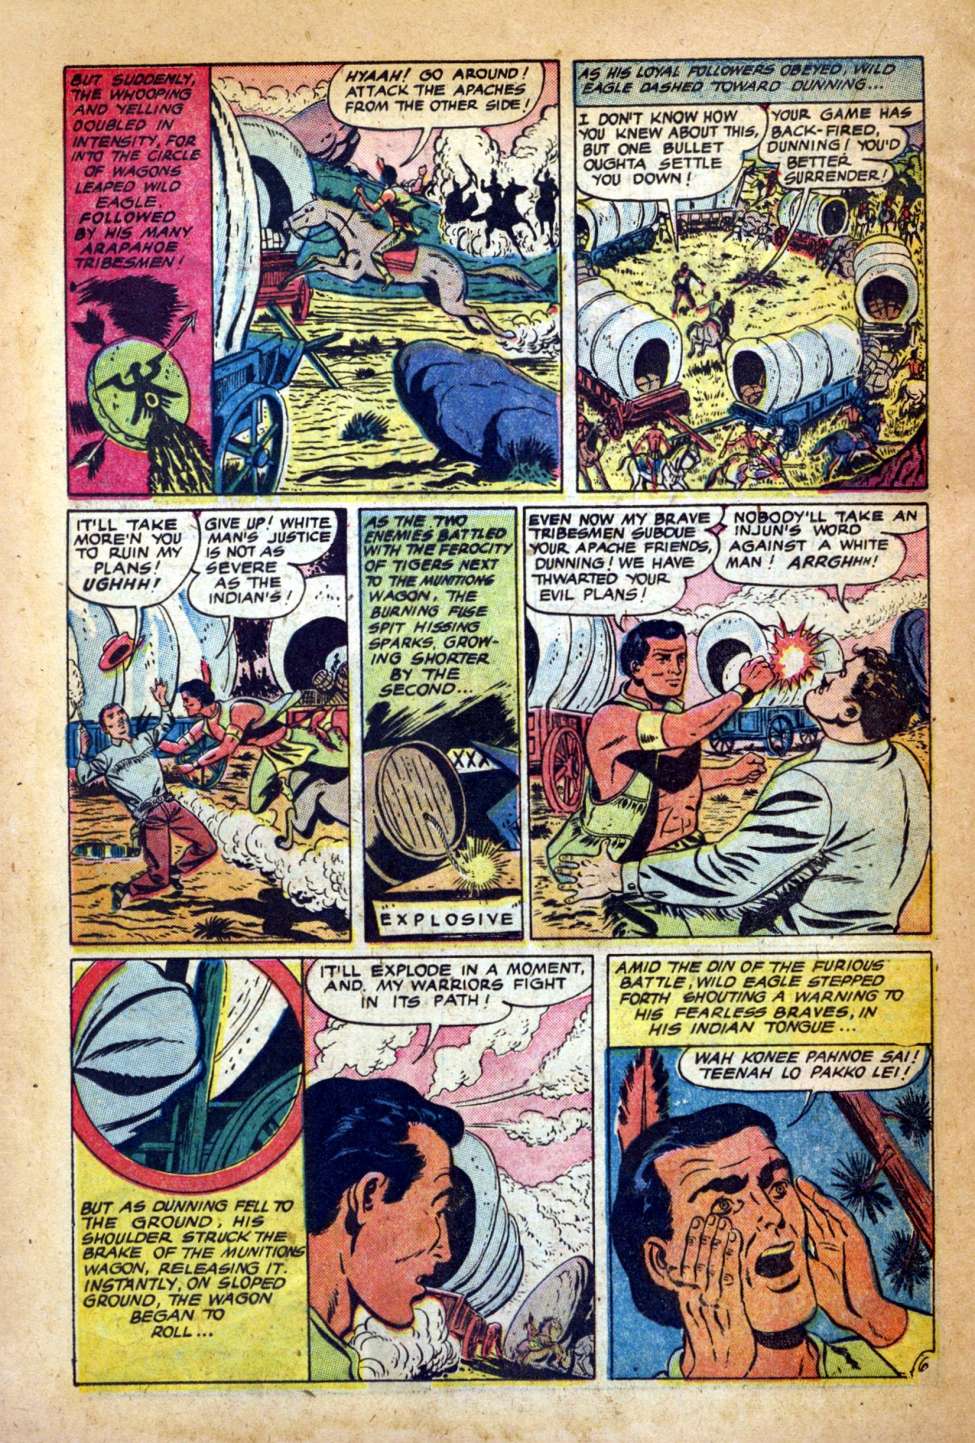 BUT SUDDENLY,
THE WHOOPING
AND YELLING
DOUBLED IN
INTENSITY, FOR
INTO THE CIRCLE
OF WAGONS
LEAPED WILD
EAGLE,
FOLLOWED
BY HIS MANY
ARAPAHOE
TRIBESMEN!
HYAAH! GO AROUND!
ATTACK THE APACHES
FROM THE OTHER SIDE!
AS HIS LOYAL FOLLOWERS OBEYED, WILD
EAGLE DASHED TOWARD DUNNING...
I DON'T KNOW HOW
YOU KNEW ABOUT THIS,
BUT ONE BULLET
OUGHTA SETTLE
YOU DOWN!
YOUR GAME HAS
BACK-FIRED,
DUNNING! YOU'D
BETTER
SURRENDER!
IT'LL TAKE
MORE'N YOU
TO RUIN MY
PLANS!
UGHHH!
GIVE UP! WHITE
MAN'S JUSTICE
IS NOT AS
SEVERE
AS THE
INDIAN'S!
AS THE TWO
ENEMIES BATTLED
WITH THE FEROCITY
OF TIGERS NEXT
TO THE MUNITIONS
WAGON, THE
BURNING FUSE
SPIT HISSING
SPARKS, GROW-
ING SHORTER
BY THE
SECOND...
XXX
EXPLOSIVE
EVEN NOW MY BRAVE
TRIBESMEN SUBDUE
YOUR APACHE FRIENDS,
DUNNING! WE HAVE
THWARTED YOUR
EVIL PLANS!
NOBODY'LL TAKE AN
INJUN'S WORD
AGAINST A WHITE
MAN! ARRGHHH!
BUT AS DUNNING FELL TO
THE GROUND, HIS
SHOULDER STRUCK THE
BRAKE OF THE MUNITIONS
WAGON, RELEASING IT.
INSTANTLY, ON SLOPED
GROUND, THE WAGON
BEGAN TO
ROLL...
IT'LL EXPLODE IN A MOMENT,
AND, MY WARRIORS FIGHT
IN ITS PATH!
AMID THE DIN OF THE FURIOUS
BATTLE, WILD EAGLE STEPPED
FORTH SHOUTING A WARNING TO
HIS FEARLESS BRAVES, IN
HIS INDIAN TONGUE...
WAH KONEE PAHNOE SAI!
TEENAH LO PAKKO LEI!
6